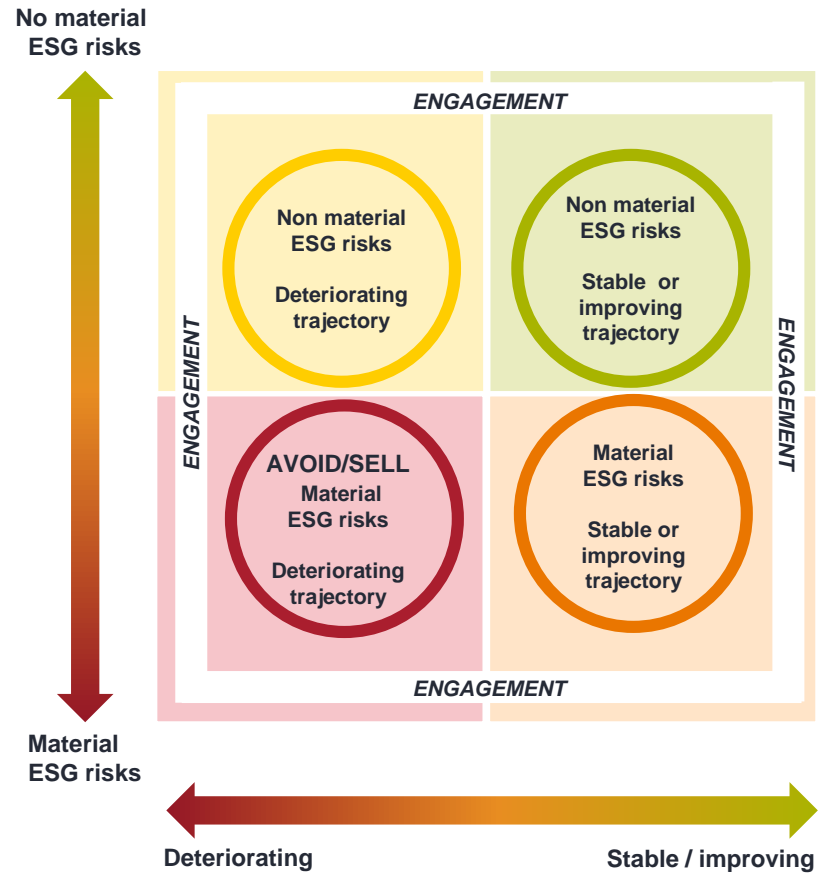 No material
ESG risks
ENGAGEMENT
Non material
ESG risks
Deteriorating
trajectory
Non material
ESG risks
Stable or
improving
trajectory
ENGAGEMENT
ENGAGEMENT
AVOID/SELL
Material
ESG risks
Deteriorating
trajectory
Material
ESG risks
Stable or
improving
trajectory
ENGAGEMENT
Material
ESG risks
Deteriorating
Stable / improving